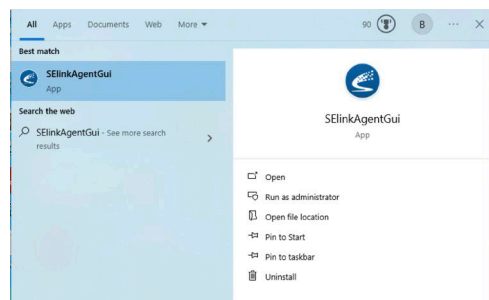 All Apps Documents Web More
90 B
Best match
SElinkAgentGui
App
Search the web
SElinkAgentGui - See more search
results
SElinkAgentGui
App
Open
Run as administrator
Open file location
Pin to Start
Pin to taskbar
Uninstall